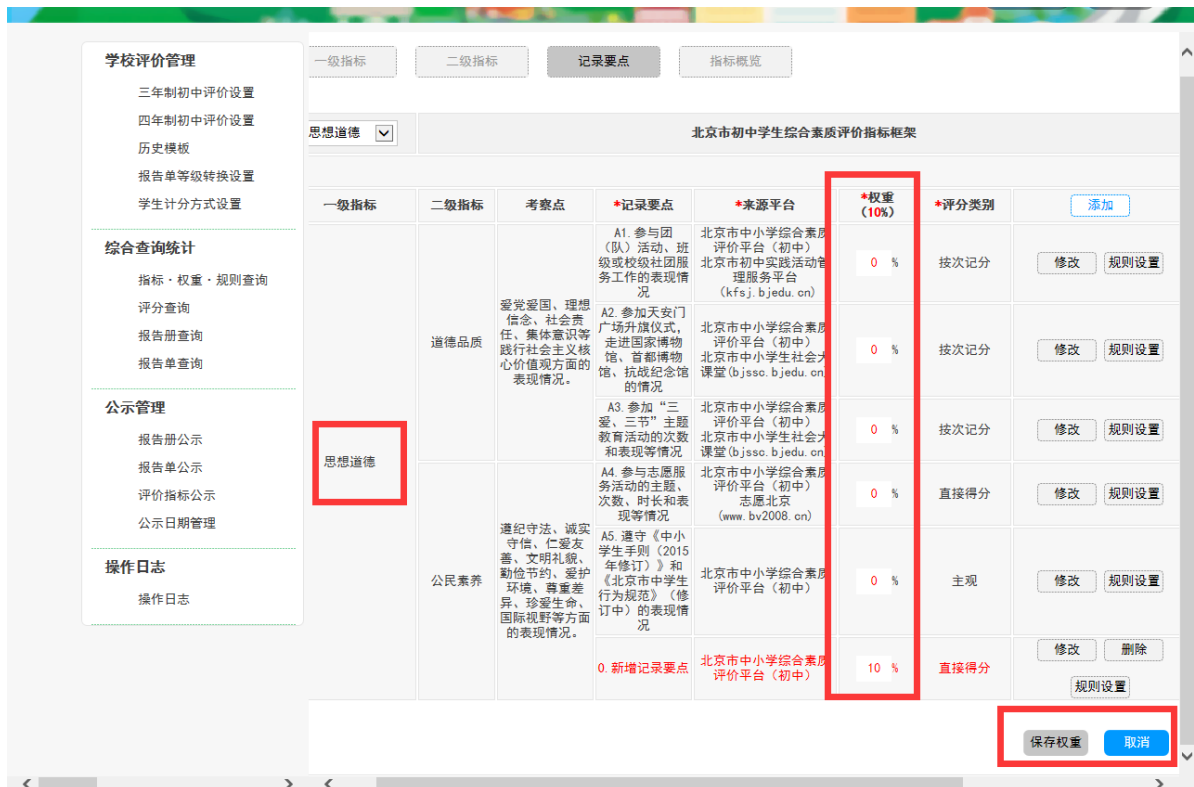 学校评价管理
三年制初中评价设置
四年制初中评价设置
历史模板
报告单等级转换设置
学生计分方式设置
综合查询统计
指标·权重·规则查询
评分查询
报告册查询
报告单查询
公示管理
报告册公示
报告单公示
评价指标公示
公示日期管理
操作日志
操作日志
一级指标
二级指标
记录要点
指标概览
思想道德
北京市初中学生综合素质评价指标框架
一级指标
二级指标
考察点
*记录要点
*来源平台
*权重
(10%)
*评分类别
添加
思想道德
道德品质
爱党爱国、理想
信念、社会责
任、集体意识等
践行社会主义核
心价值观方面的
表现情况。
A1. 参与团
（队）活动、班
级或校级社团服
务工作的表现情
况
北京市中小学综合素质
评价平台（初中）
北京市初中实践活动管
理服务平台
(kfsj.bjedu.cn)
0 %
按次记分
修改
规则设置
A2. 参加天安门
广场升旗仪式，
走进国家博物
馆、首都博物
馆、抗战纪念馆
的情况
北京市中小学综合素质
评价平台（初中）
北京市中小学生社会大
课堂(bjsso.bjedu.cn)
0 %
按次记分
修改
规则设置
A3. 参加“三
爱、三节”主题
教育活动的次数
和表现等情况
北京市中小学综合素质
评价平台（初中）
北京市中小学生社会大
课堂(bjsso.bjedu.cn
0 %
按次记分
修改
规则设置
公民素养
遵纪守法、诚实
守信、仁爱友
善、文明礼貌、
勤俭节约、爱护
环境、尊重差
异、珍爱生命、
国际视野等方面
的表现情况。
A4. 参与志愿服
务活动的主题、
次数、时长和表
现等情况
北京市中小学综合素质
评价平台（初中）
志愿北京
(www.bv2008.cn)
0 %
直接得分
修改
规则设置
A5. 遵守《中小
学生手则（2015
年修订）》和
《北京市中学生
行为规范》（修
订中）的表现情
况
北京市中小学综合素质
评价平台（初中）
0 %
主观
修改
规则设置
0. 新增记录要点
北京市中小学综合素质
评价平台（初中）
10 %
直接得分
修改
删除
规则设置
保存权重
取消